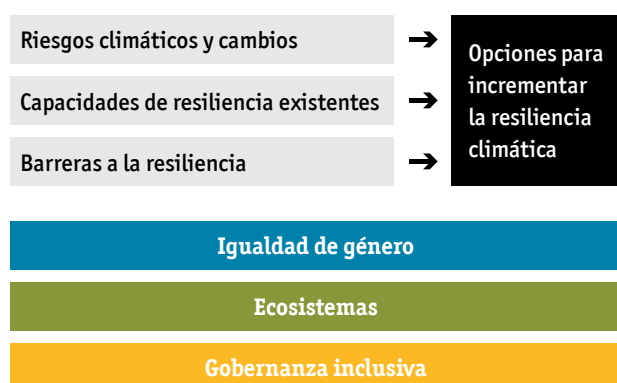 Riesgos climáticos y cambios
Capacidades de resiliencia existentes
Barreras a la resiliencia
Opciones para
incrementar
la resiliencia
climática
Igualdad de género
Ecosistemas
Gobernanza inclusiva